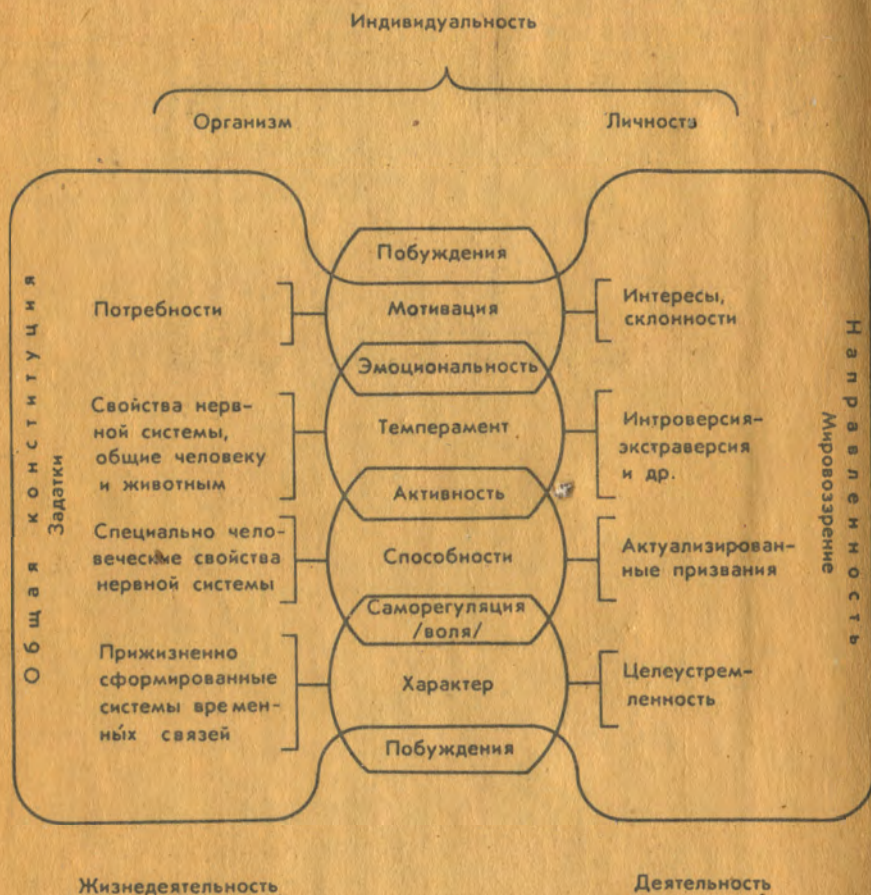 Индивидуальность
Организм
Личность
Общая конституция
Задатки
Потребности
Свойства нерв-
ной системы,
общие человеку
и животным
Специально чело-
веческие свойства
нервной системы
Прижизненно
сформированные
системы времен-
ных связей
Побуждения
Мотивация
Эмоциональность
Темперамент
Активность
Способности
Саморегуляция
/воля/
Характер
Побуждения
Интересы,
склонности
Интроверсия-
экстраверсия
и др.
Актуализирован-
ные призвания
Целеустрем-
ленность
Мировоззрение
Направленность
Жизнедеятельность
Деятельность